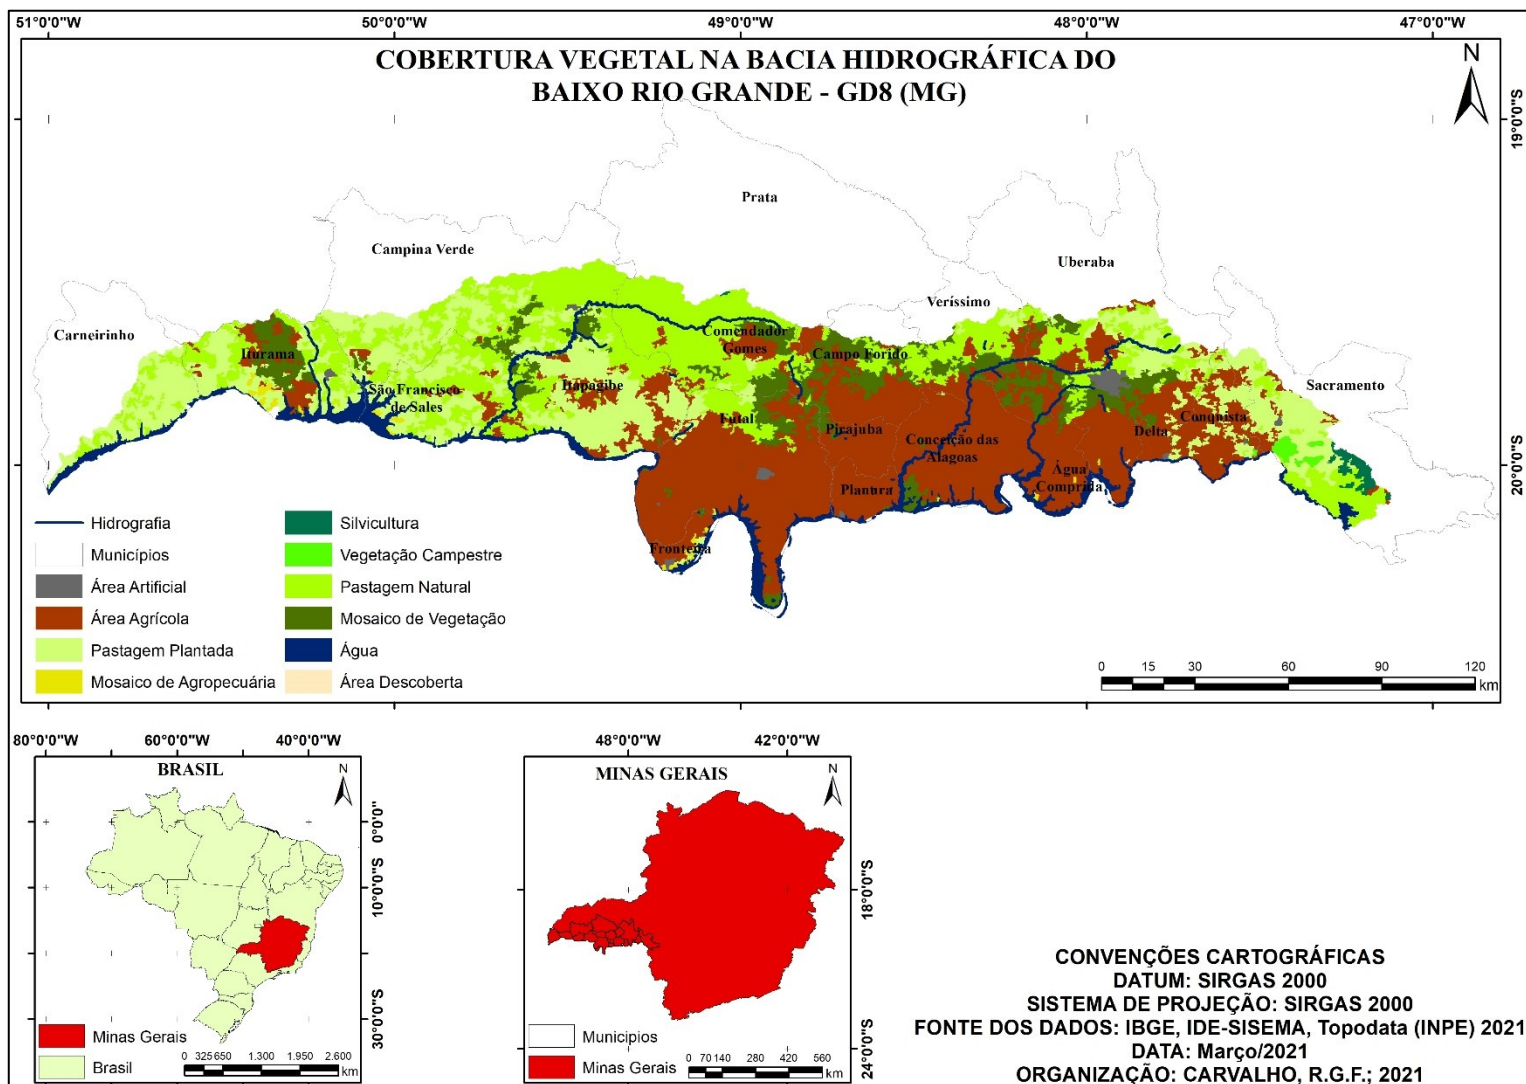 51°0'0"W
50°0'0"W
49°0'0"W
48°0'0"W
47°0'0"W
COBERTURA VEGETAL NA BACIA HIDROGRÁFICA DO
BAIXO RIO GRANDE - GD8 (MG)
N
19°0'0"S
20°0'0"S
Prata
Campina Verde
Uberaba
Veríssimo
Carneirinho
Comendador
Gomes
Iturama
Campo Forido
Sacramento
São Francisco
de Sales
Itapagibe
Futal
Conquista
Pirajuba
Conceição das
Alagoas
Delta
Água
Comprida
Plantura
Fronteira
Hidrografia
Municípios
Área Artificial
Área Agrícola
Pastagem Plantada
Mosaico de Agropecuária
Silvicultura
Vegetação Campestre
Pastagem Natural
Mosaico de Vegetação
Água
Área Descoberta
0 15 30 60 90 120
km
80°0'0"W
60°0'0"W
40°0'0"W
BRASIL
N
0°0'0"
10°0'0"S
30°0'0"S
Minas Gerais
Brasil
0 325 650 1.300 1.950 2.600
km
48°0'0"W
42°0'0"W
MINAS GERAIS
N
18°0'0"S
24°0'0"S
Municipios
Minas Gerais
0 70 140 280 420 560
km
CONVENÇÕES CARTOGRÁFICAS
DATUM: SIRGAS 2000
SISTEMA DE PROJEÇÃO: SIRGAS 2000
FONTE DOS DADOS: IBGE, IDE-SISEMA, Topodata (INPE) 2021
DATA: Março/2021
ORGANIZAÇÃO: CARVALHO, R.G.F.; 2021